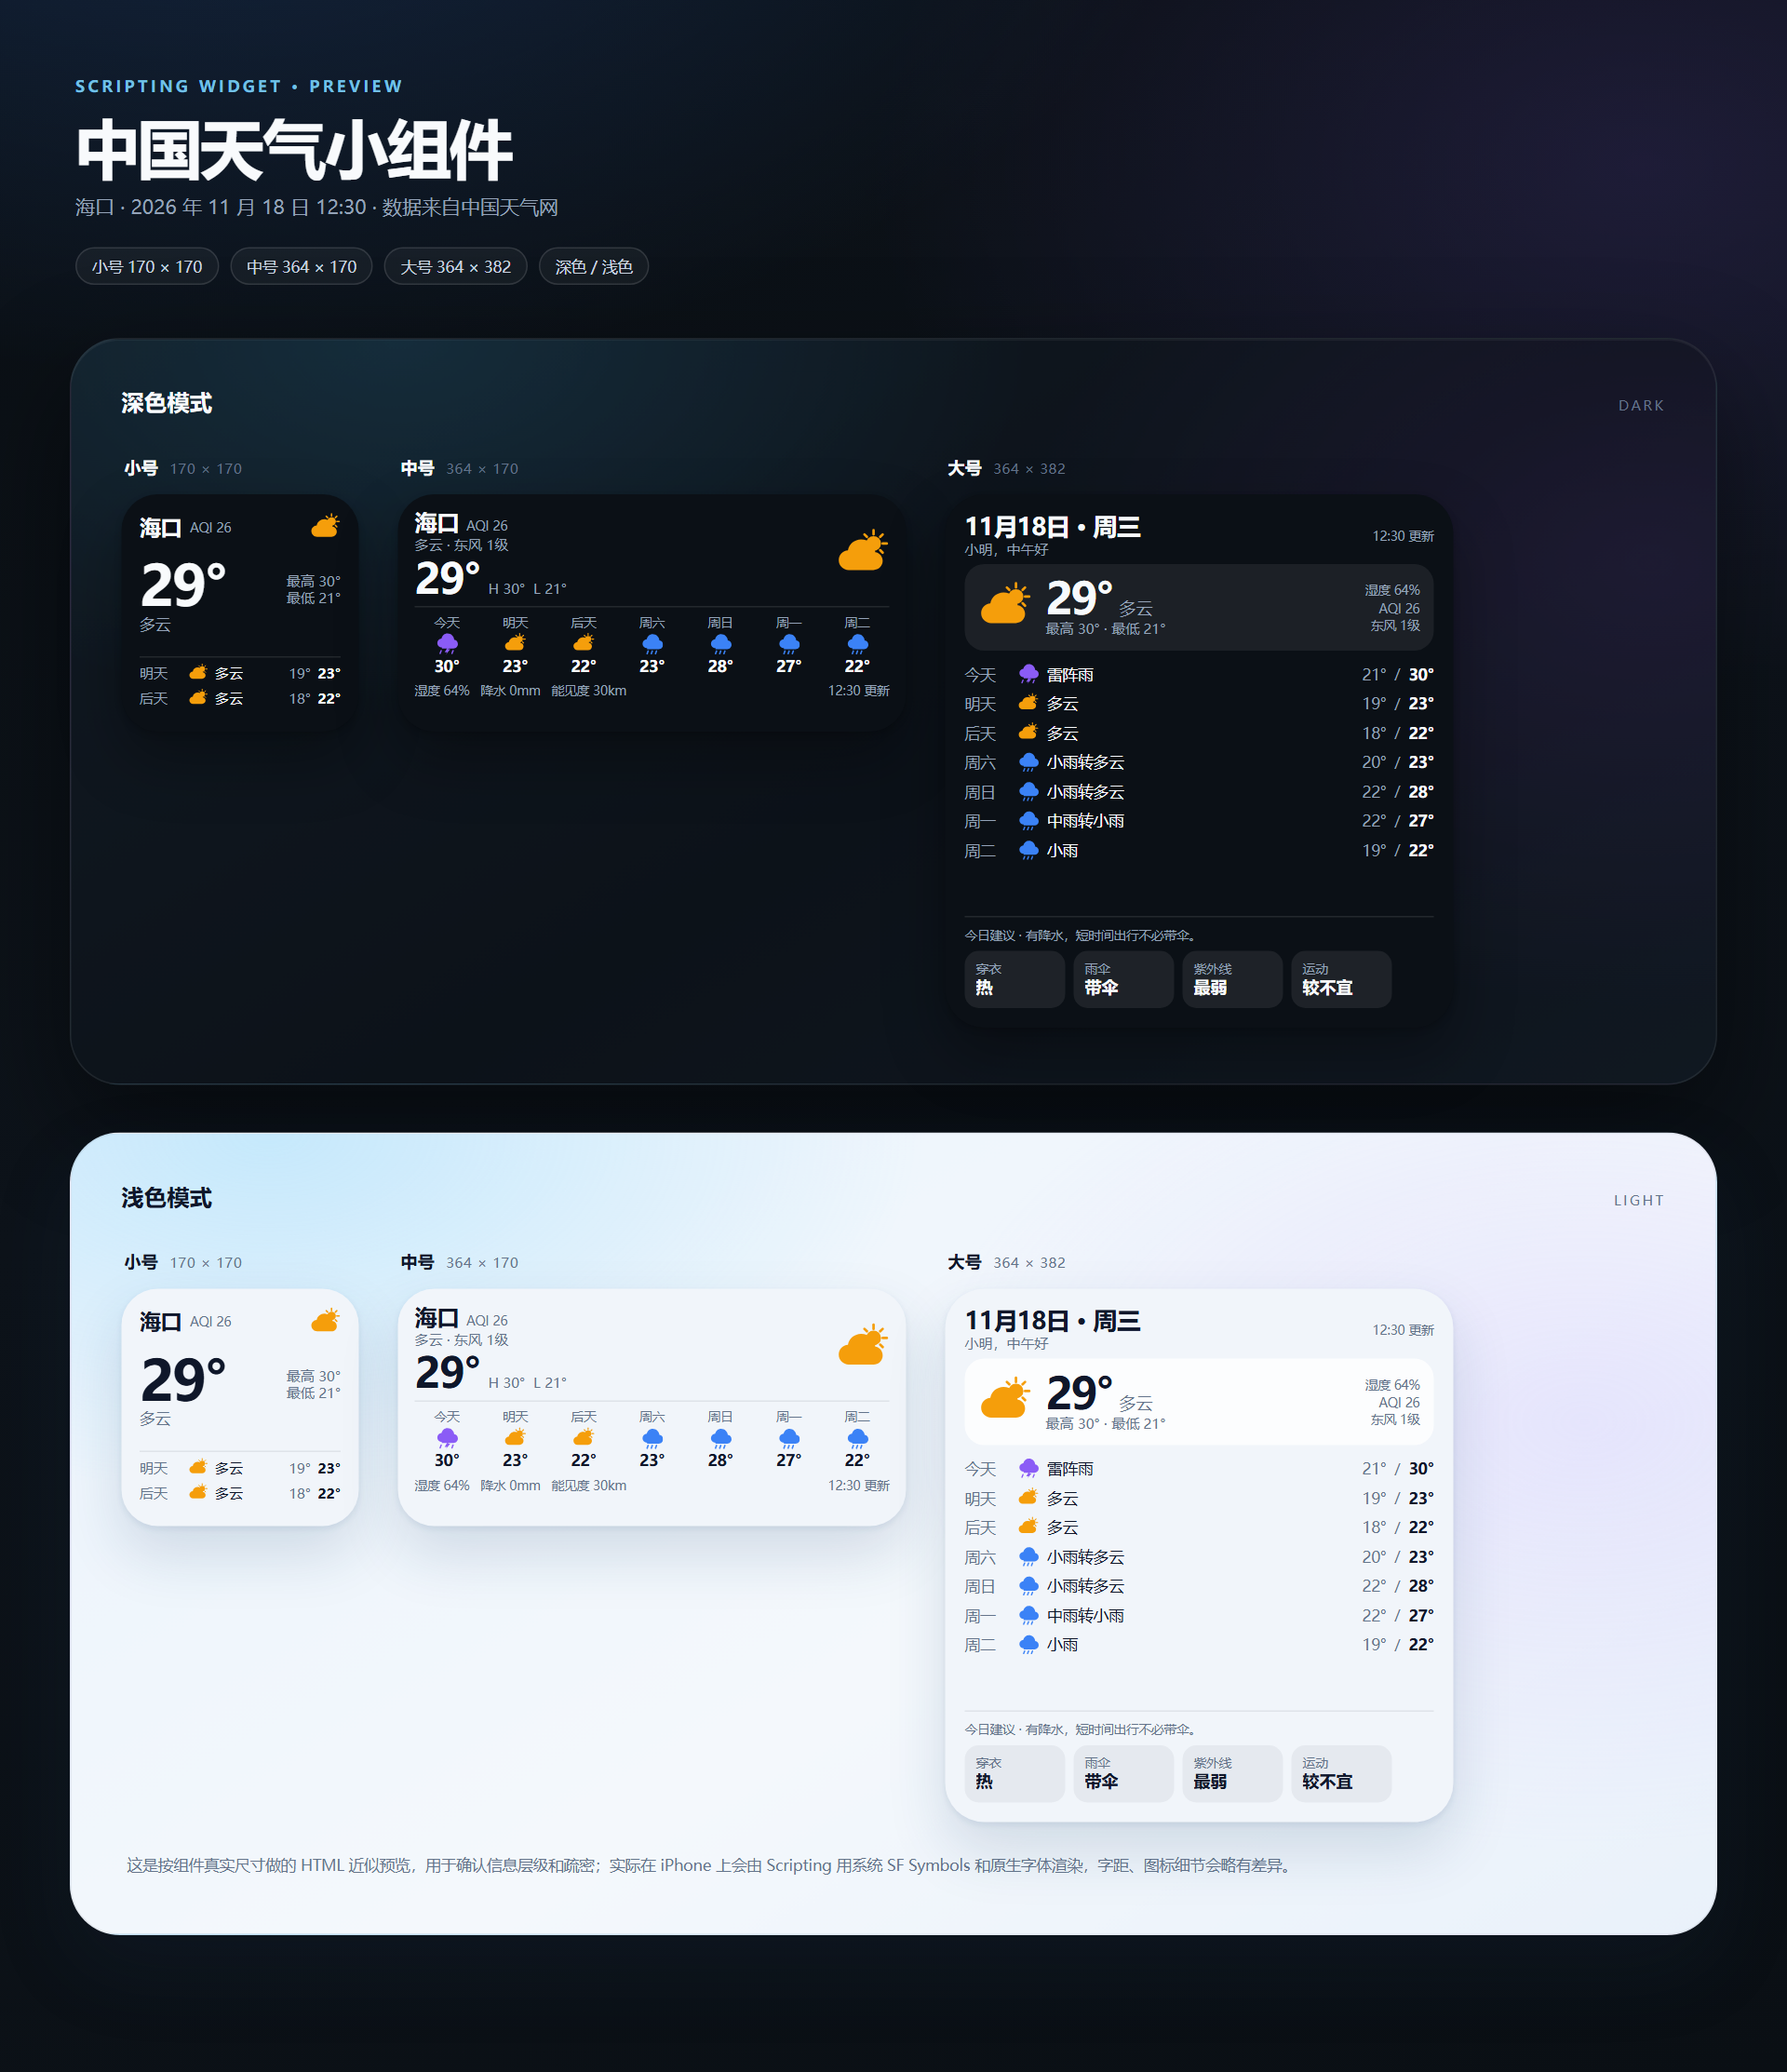 SCRIPTING WIDGET • PREVIEW
中国天气小组件
海口 · 2026 年 11 月 18 日 12:30 · 数据来自中国天气网
小号 170 × 170
中号 364 × 170
大号 364 × 382
深色 / 浅色
深色模式
DARK
小号 170 × 170
海口 AQI 26
29°
最高 30°
最低 21°
多云
明天 多云 19° 23°
后天 多云 18° 22°
中号 364 × 170
海口 AQI 26
多云 · 东风 1级
29° H 30° L 21°
今天 明天 后天 周六 周日 周一 周二
30° 23° 22° 23° 28° 27° 22°
湿度 64% 降水 0mm 能见度 30km 12:30 更新
大号 364 × 382
11月18日 • 周三
12:30 更新
小明，中午好
29° 多云
最高 30° · 最低 21°
湿度 64%
AQI 26
东风 1级
今天 雷阵雨 21° / 30°
明天 多云 19° / 23°
后天 多云 18° / 22°
周六 小雨转多云 20° / 23°
周日 小雨转多云 22° / 28°
周一 中雨转小雨 22° / 27°
周二 小雨 19° / 22°
今日建议 · 有降水，短时间出行不必带伞。
穿衣 雨伞 紫外线 运动
热 带伞 最弱 较不宜
浅色模式
LIGHT
小号 170 × 170
海口 AQI 26
29°
最高 30°
最低 21°
多云
明天 多云 19° 23°
后天 多云 18° 22°
中号 364 × 170
海口 AQI 26
多云 · 东风 1级
29° H 30° L 21°
今天 明天 后天 周六 周日 周一 周二
30° 23° 22° 23° 28° 27° 22°
湿度 64% 降水 0mm 能见度 30km 12:30 更新
大号 364 × 382
11月18日 • 周三
12:30 更新
小明，中午好
29° 多云
最高 30° · 最低 21°
湿度 64%
AQI 26
东风 1级
今天 雷阵雨 21° / 30°
明天 多云 19° / 23°
后天 多云 18° / 22°
周六 小雨转多云 20° / 23°
周日 小雨转多云 22° / 28°
周一 中雨转小雨 22° / 27°
周二 小雨 19° / 22°
今日建议 · 有降水，短时间出行不必带伞。
穿衣 雨伞 紫外线 运动
热 带伞 最弱 较不宜
这是按组件真实尺寸做的 HTML 近似预览，用于确认信息层级和疏密；实际在 iPhone 上会由 Scripting 用系统 SF Symbols 和原生字体渲染，字距、图标细节会略有差异。